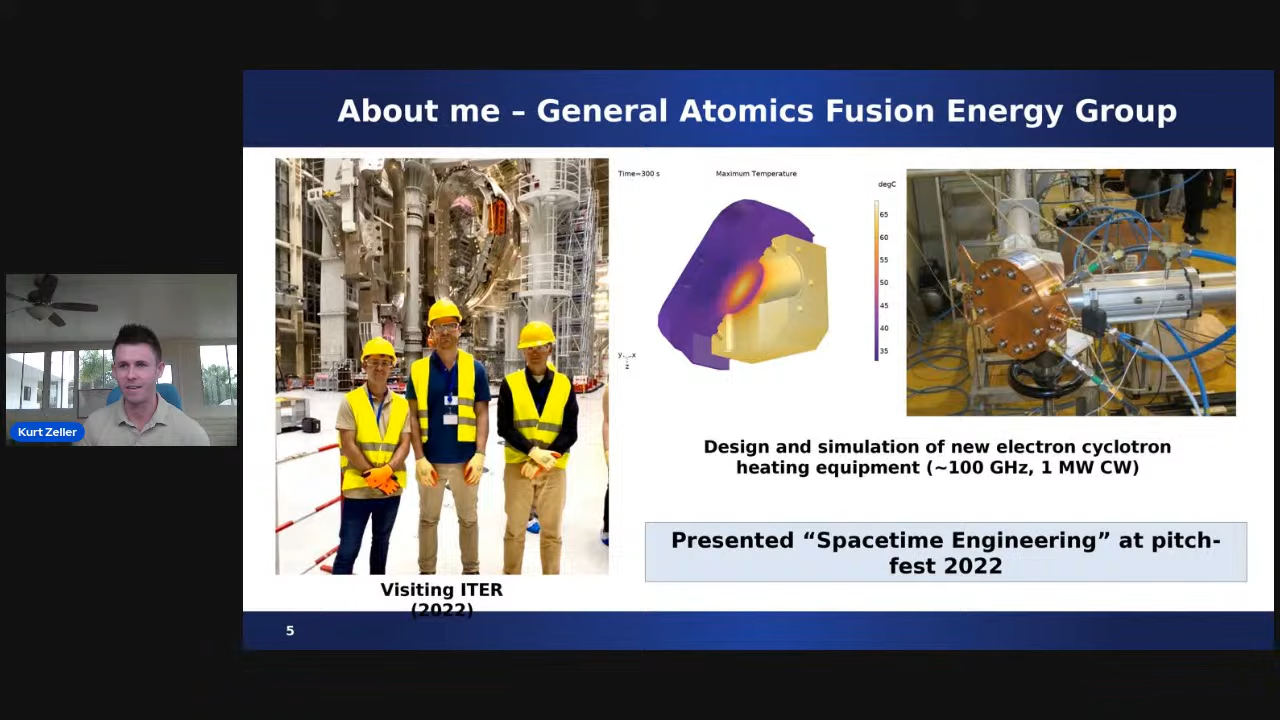 About me – General Atomics Fusion Energy Group
Time=300 s
Maximum Temperature
degC
65
60
55
50
45
40
35
y
x
z
Kurt Zeller
Design and simulation of new electron cyclotron
heating equipment (~100 GHz, 1 MW CW)
Presented “Spacetime Engineering” at pitch-
fest 2022
Visiting ITER
(2022)
5